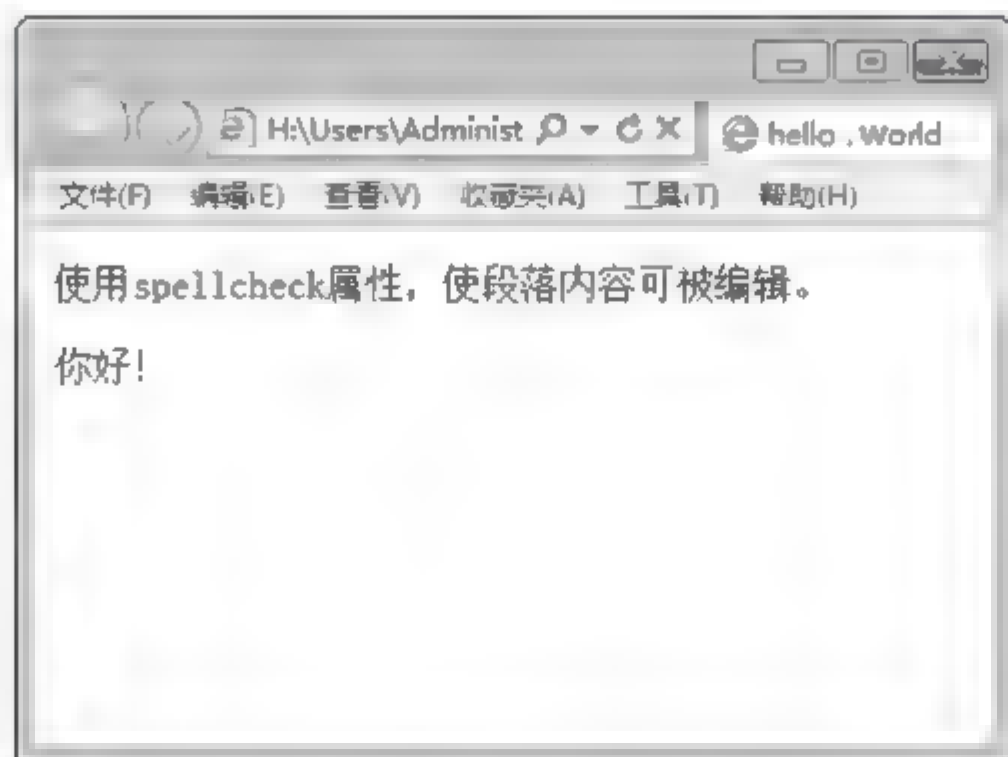 H:\Users\Administ hello , World
文件(F) 编辑(E) 查看(V) 收藏夹(A) 工具(T) 帮助(H)
使用spellcheck属性，使段落内容可被编辑。
你好！